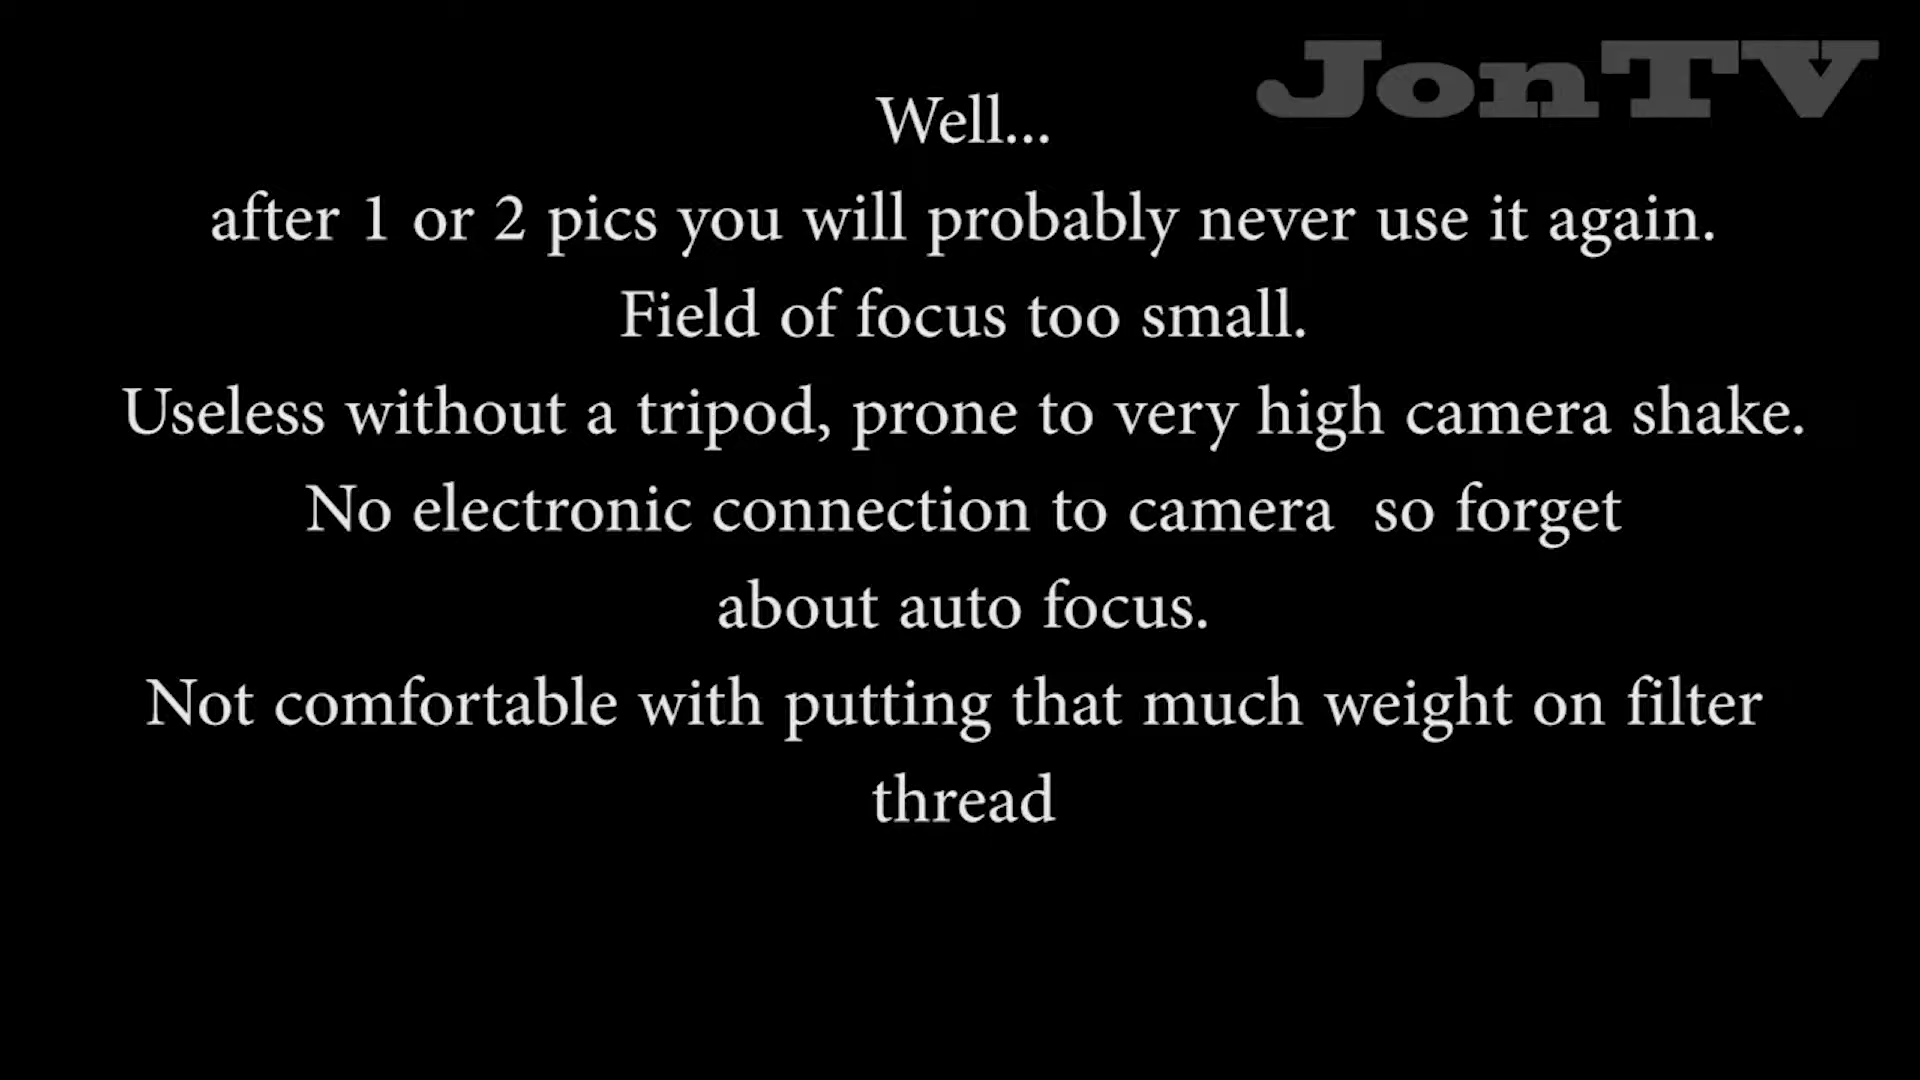 JonTV
Well...
after 1 or 2 pics you will probably never use it again.
Field of focus too small.
Useless without a tripod, prone to very high camera shake.
No electronic connection to camera  so forget
about auto focus.
Not comfortable with putting that much weight on filter
thread